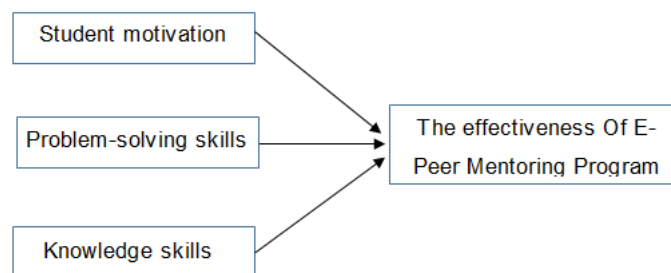 Student motivation
Problem-solving skills
The effectiveness Of E-
Peer Mentoring Program
Knowledge skills